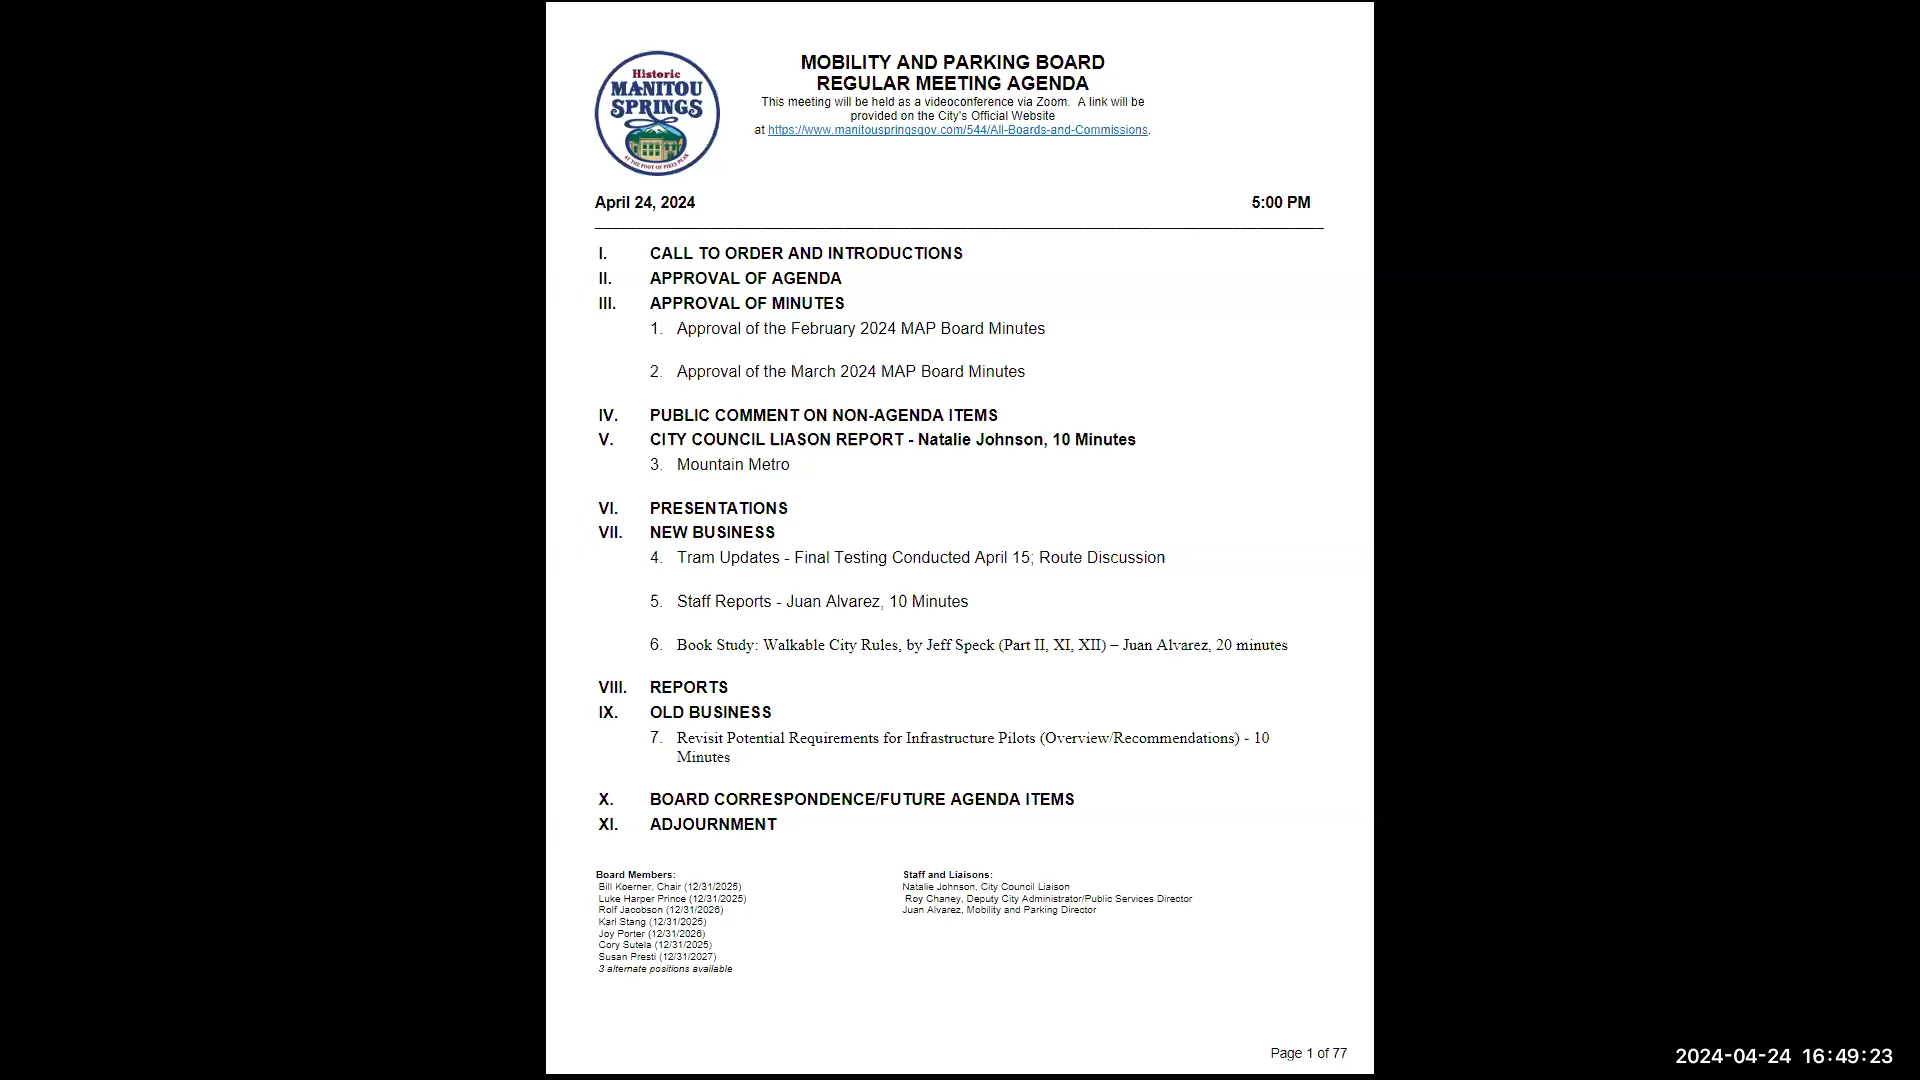 Historic
MANITOU
SPRINGS
AT THE FOOT OF PIKES PEAK
MOBILITY AND PARKING BOARD
REGULAR MEETING AGENDA
This meeting will be held as a videoconference via Zoom. A link will be
provided on the City's Official Website
at https://www.manitouspringsgov.com/544/All-Boards-and-Commissions.
April 24, 2024 5:00 PM
I. CALL TO ORDER AND INTRODUCTIONS
II. APPROVAL OF AGENDA
III. APPROVAL OF MINUTES
1. Approval of the February 2024 MAP Board Minutes
2. Approval of the March 2024 MAP Board Minutes
IV. PUBLIC COMMENT ON NON-AGENDA ITEMS
V. CITY COUNCIL LIASON REPORT - Natalie Johnson, 10 Minutes
3. Mountain Metro
VI. PRESENTATIONS
VII. NEW BUSINESS
4. Tram Updates - Final Testing Conducted April 15; Route Discussion
5. Staff Reports - Juan Alvarez, 10 Minutes
6. Book Study: Walkable City Rules, by Jeff Speck (Part II, XI, XII) – Juan Alvarez, 20 minutes
VIII. REPORTS
IX. OLD BUSINESS
7. Revisit Potential Requirements for Infrastructure Pilots (Overview/Recommendations) - 10
Minutes
X. BOARD CORRESPONDENCE/FUTURE AGENDA ITEMS
XI. ADJOURNMENT
Board Members:
Bill Koerner, Chair (12/31/2025)
Luke Harper Prince (12/31/2025)
Rolf Jacobson (12/31/2026)
Karl Stang (12/31/2025)
Joy Porter (12/31/2026)
Cory Sutela (12/31/2025)
Susan Presti (12/31/2027)
3 alternate positions available
Staff and Liaisons:
Natalie Johnson, City Council Liaison
Roy Chaney, Deputy City Administrator/Public Services Director
Juan Alvarez, Mobility and Parking Director
Page 1 of 77
2024-04-24 16:49:23